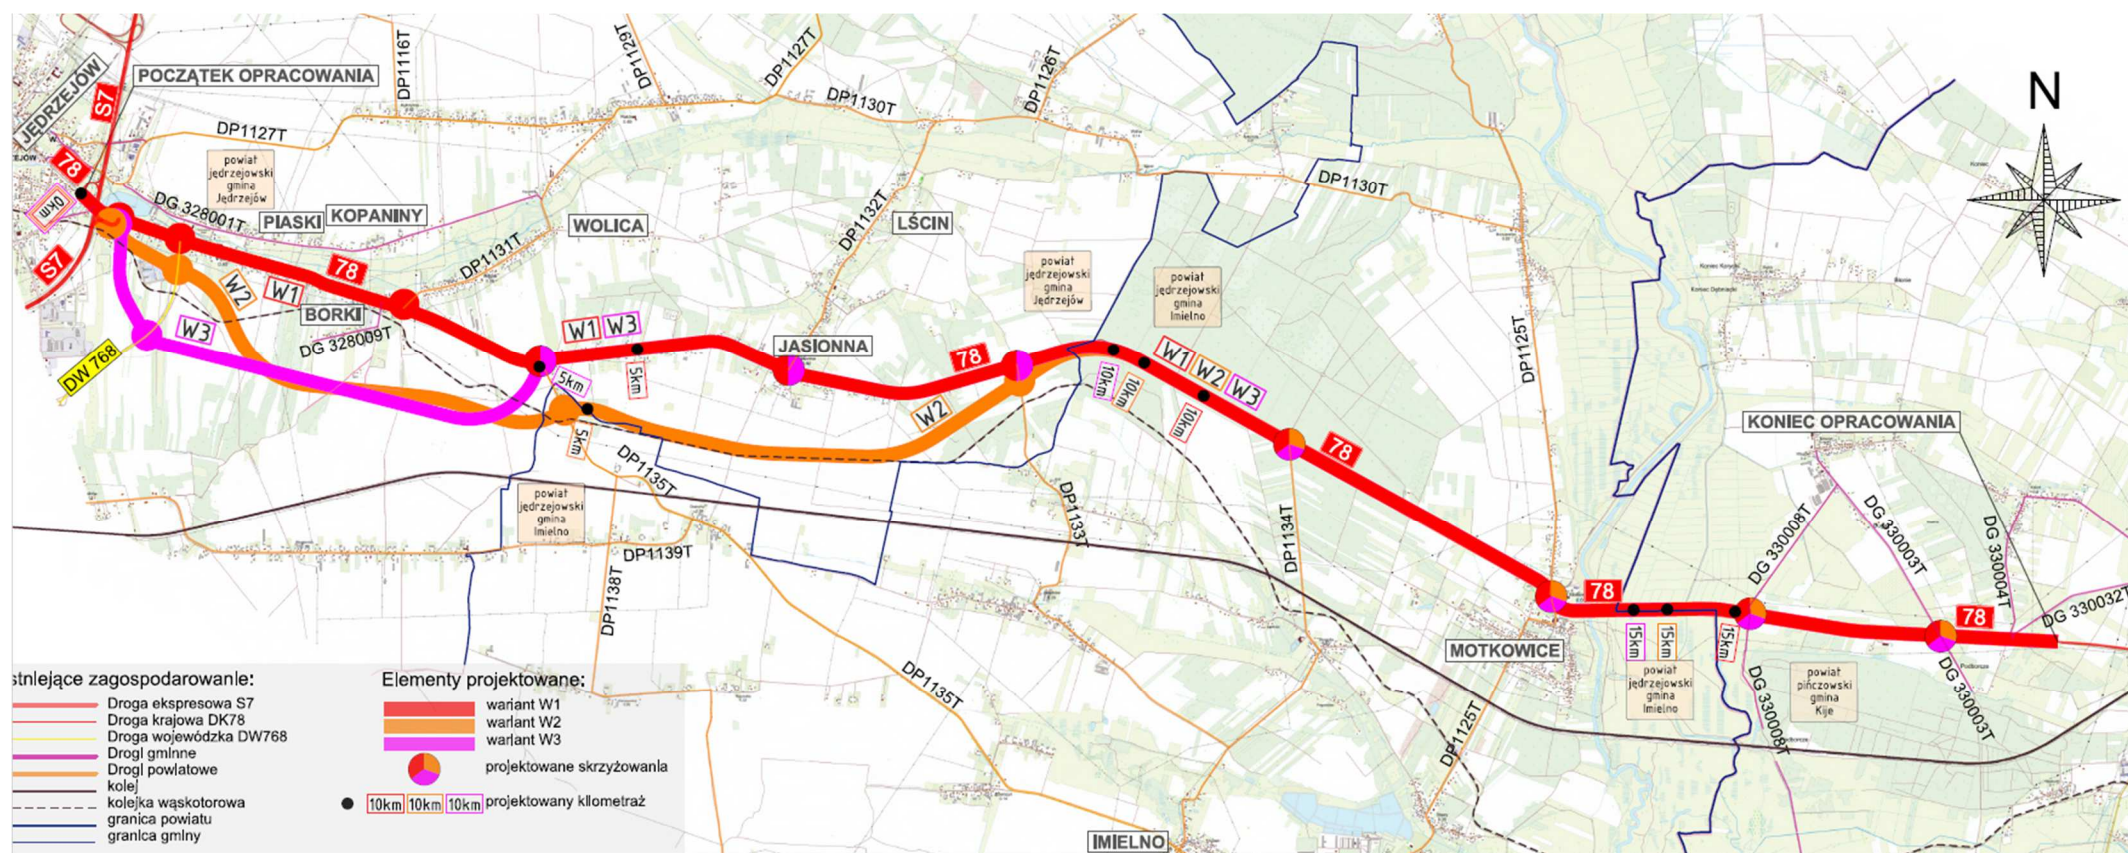 JĘDRZEJÓW
POCZĄTEK OPRACOWANIA
S7
78
0km
S7
DP1116T
DP1129T
DP1127T
DP1126T
DP1130T
DP1127T
powiat
jędrzejowski
gmina
Jędrzejów
DG 328001T
PIASKI
KOPANINY
DP1131T
WOLICA
DP1132T
LŚCIN
DP1130T
N
W2
W1
78
BORKI
DG 328009T
W3
DW 768
W1
W3
5km
5km
JASIONNA
78
W2
5km
powiat
jędrzejowski
gmina
Jędrzejów
powiat
jędrzejowski
gmina
Imielno
W1
W2
W3
10km
10km
10km
78
DP1125T
KONIEC OPRACOWANIA
DP1135T
powiat
jędrzejowski
gmina
Imielno
DP1139T
DP1138T
DP1133T
DP1134T
DG 330008T
DG 330003T
DG 330004T
DG 330032T
78
78
15km
15km
15km
MOTKOWICE
powiat
jędrzejowski
gmina
Imielno
powiat
pińczowski
gmina
Kije
DG 330008T
DG 330003T
DP1135T
DP1125T
IMIELNO
stniejące zagospodarowanie:
Droga ekspresowa S7
Droga krajowa DK78
Droga wojewódzka DW768
Drogi gminne
Drogi powiatowe
kolej
kolejka wąskotorowa
granica powiatu
granica gminy
Elementy projektowane:
wariant W1
wariant W2
wariant W3
projektowane skrzyżowania
10km 10km 10km projektowany kilometraż